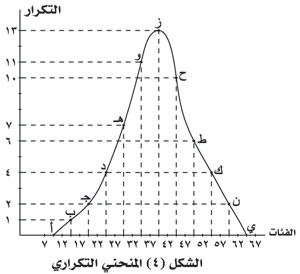 التكرار
١٣
١١
١٠
٧
٦
٤
٢
١
ز
و
ح
هـ
ط
د
ك
جـ
ن
ب
أ
ي
٧ ١٢ ١٧ ٢٢ ٢٧ ٣٢ ٣٧ ٤٢ ٤٧ ٥٢ ٥٧ ٦٢ ٦٧
الفئات
الشكل (٤) المنحني التكراري